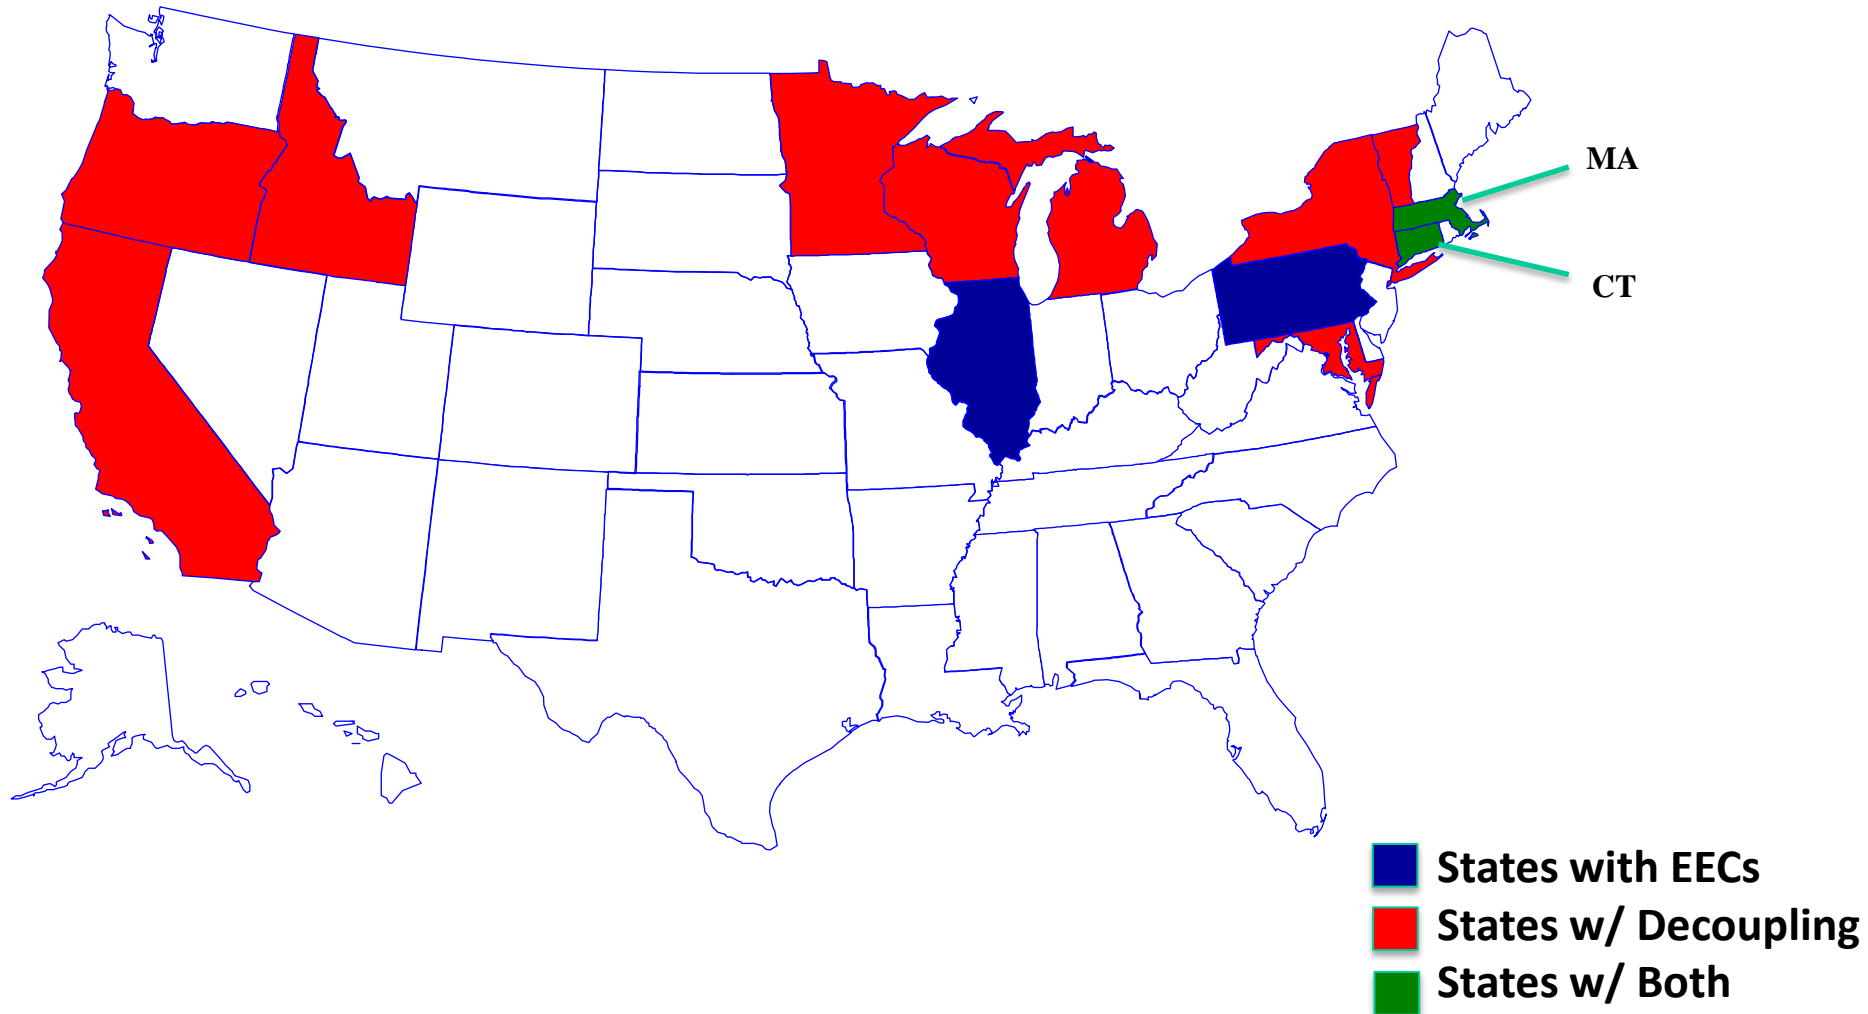 MA
CT
States with EECs
States w/ Decoupling
States w/ Both